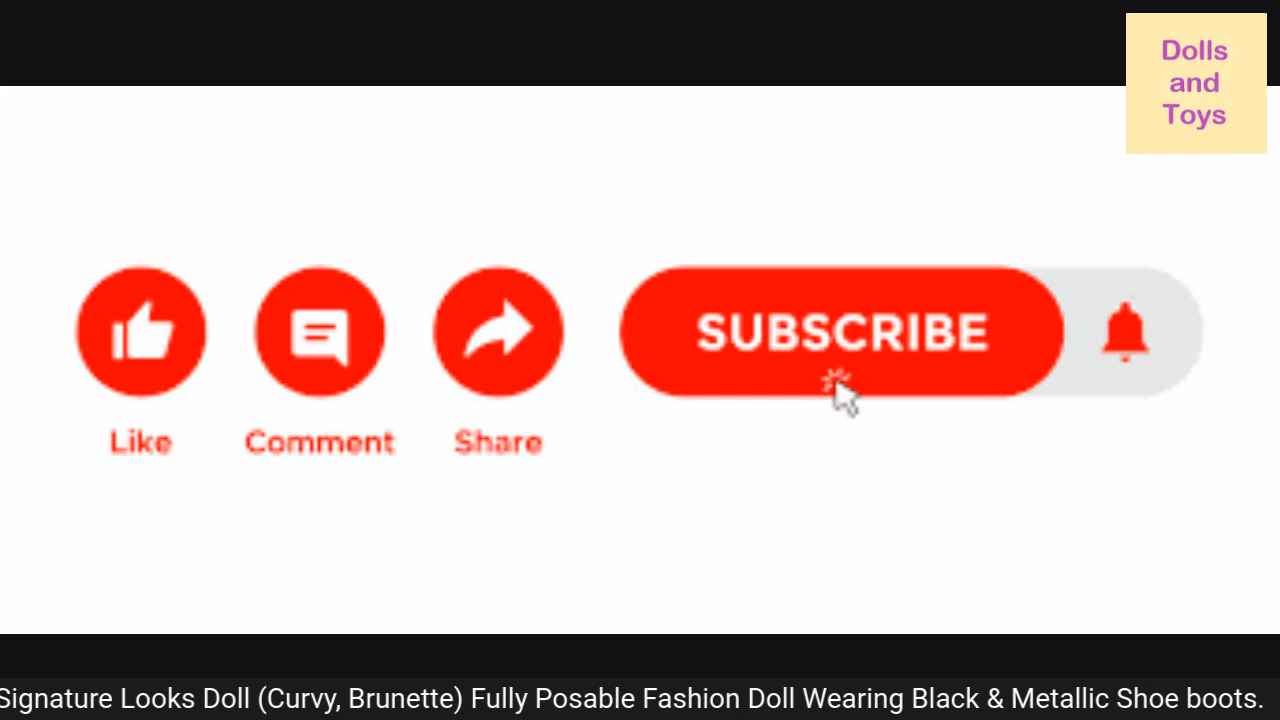 Dolls
and
Toys
SUBSCRIBE
Like Comment Share
Signature Looks Doll (Curvy, Brunette) Fully Posable Fashion Doll Wearing Black & Metallic Shoe boots.